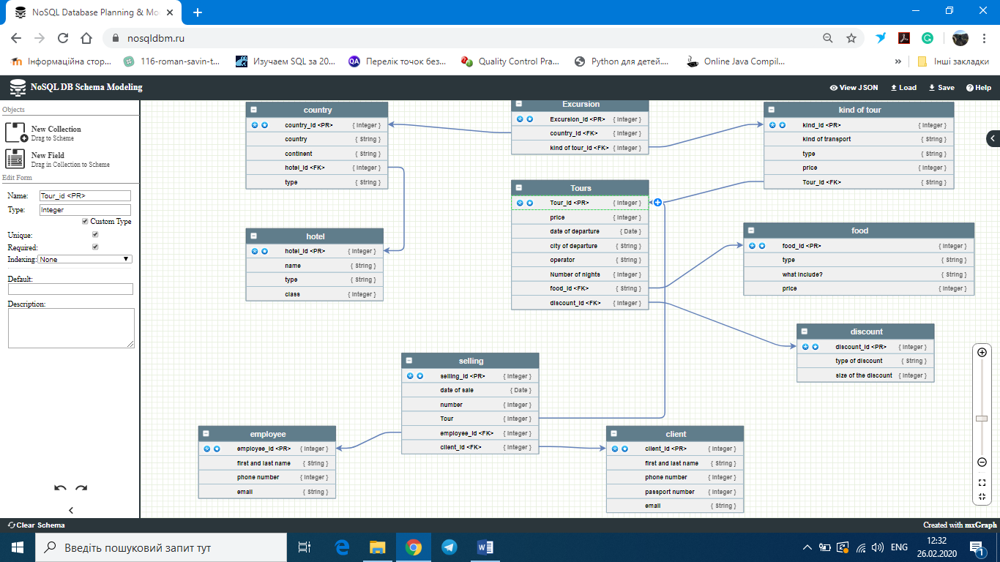 NoSQL Database Planning & Mo
nosqldbm.ru
Інформаційна стор...
116-roman-savin-t...
Изучаем SQL за 20...
QA
Перелік точок без...
Quality Control Pra...
Python для детей....
Online Java Compil...
»
Інші закладки
NoSQL DB Schema Modeling
View JSON
Load
Save
Help
Objects
New Collection
Drag to Scheme
New Field
Drag in Collection to Scheme
Edit Form
Name: Tour_id <PR>
Type: Integer
Custom Type
Unique:
Required:
Indexing: None
Default:
Description:
country
country_id <PR> { Integer }
country { String }
continent { String }
hotel_id <FK> { Integer }
type { String }
Excursion
Excursion_id <PR> { Integer }
country_id <FK> { Integer }
kind of tour_id <FK> { Integer }
kind of tour
kind_id <PR> { Integer }
kind of transport { String }
type { String }
price { Integer }
Tour_id <FK> { String }
Tours
Tour_id <PR> { Integer }
price { Integer }
date of departure { Date }
city of departure { String }
operator { String }
Number of nights { Integer }
food_id <FK> { String }
discount_id <FK> { Integer }
hotel
hotel_id <PR> { Integer }
name { String }
type { String }
class { Integer }
food
food_id <PR> { Integer }
type { String }
what include? { String }
price { Integer }
discount
discount_id <PR> { Integer }
type of discount { String }
size of the discount { Integer }
selling
selling_id <PR> { Integer }
date of sale { Date }
number { Integer }
Tour { Integer }
employee_id <FK> { Integer }
client_id <FK> { Integer }
employee
employee_id <PR> { Integer }
first and last name { String }
phone number { Integer }
email { String }
client
client_id <PR> { Integer }
first and last name { String }
phone number { Integer }
passport number { Integer }
email { String }
Clear Schema
Created with mxGraph
Введіть пошуковий запит тут
ENG
12:32
26.02.2020
1